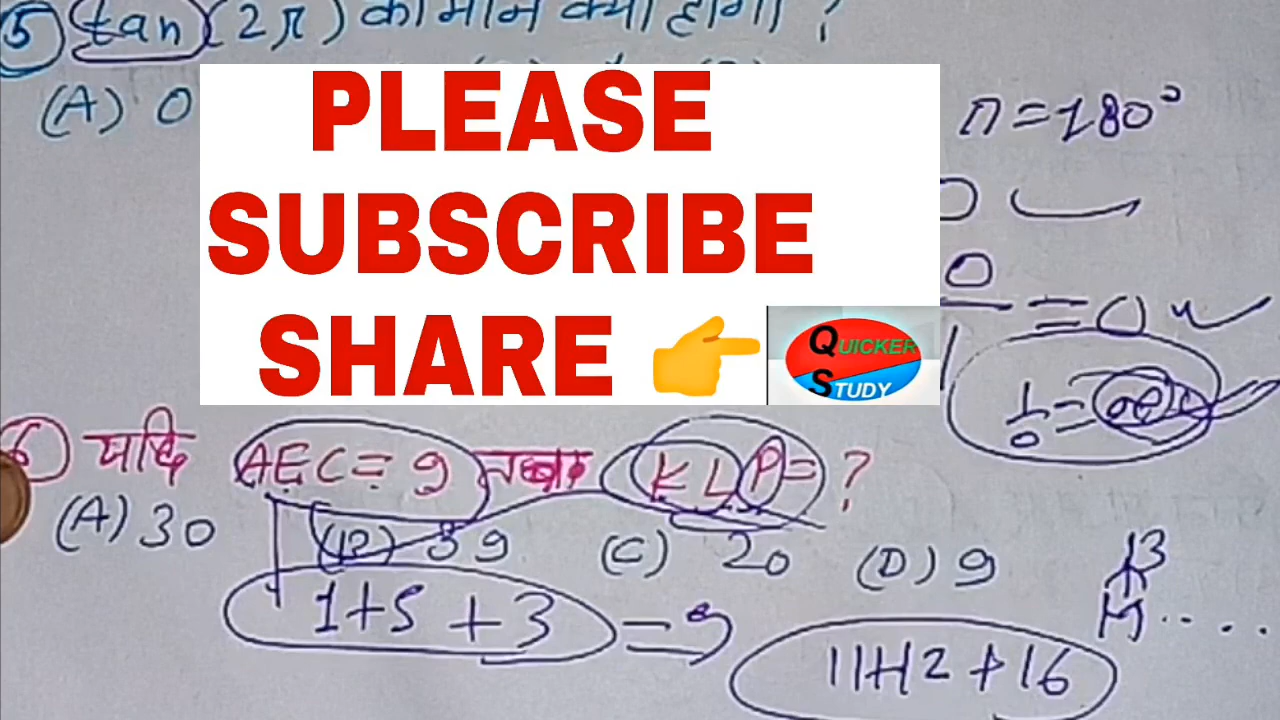 5) tan (2π) का मान क्या होगा ?
(A) 0
π = 180°
PLEASE
SUBSCRIBE
SHARE
QUICKER
STUDY
0
0
= 0
1/0 =
6) यदि AEC = 9 तब KLP = ?
(A) 30 (B) 39 (C) 20 (D) 9
13
M....
1+5+3 = 9
11+12+16